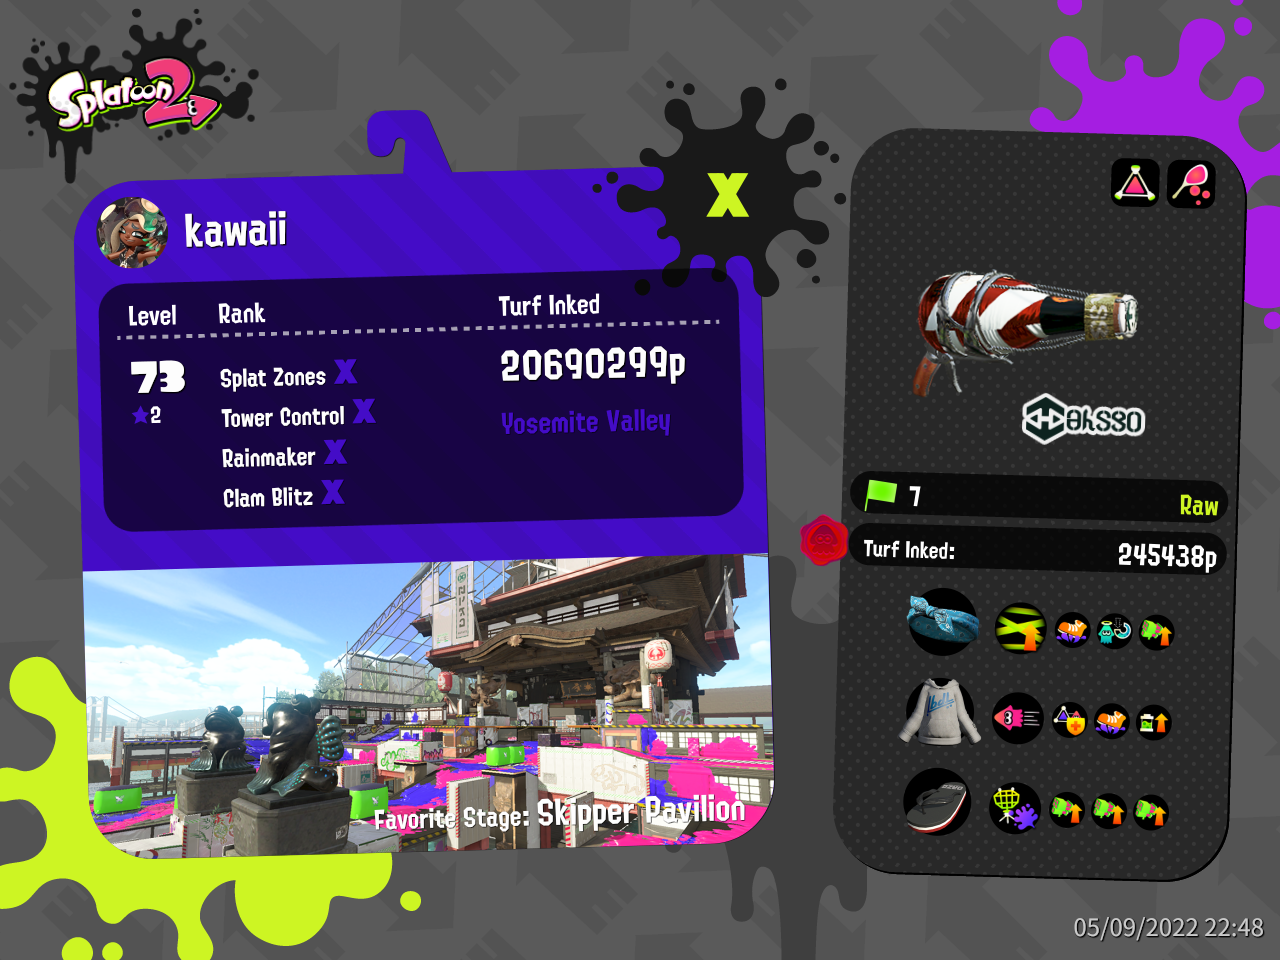 Splatoon 2
X
kawaii
Level Rank Turf Inked
73
★2
Splat Zones X
Tower Control X
Rainmaker X
Clam Blitz X
20690299p
Yosemite Valley
Favorite Stage: Skipper Pavilion
7 Raw
Turf Inked: 245438p
3
05/09/2022 22:48